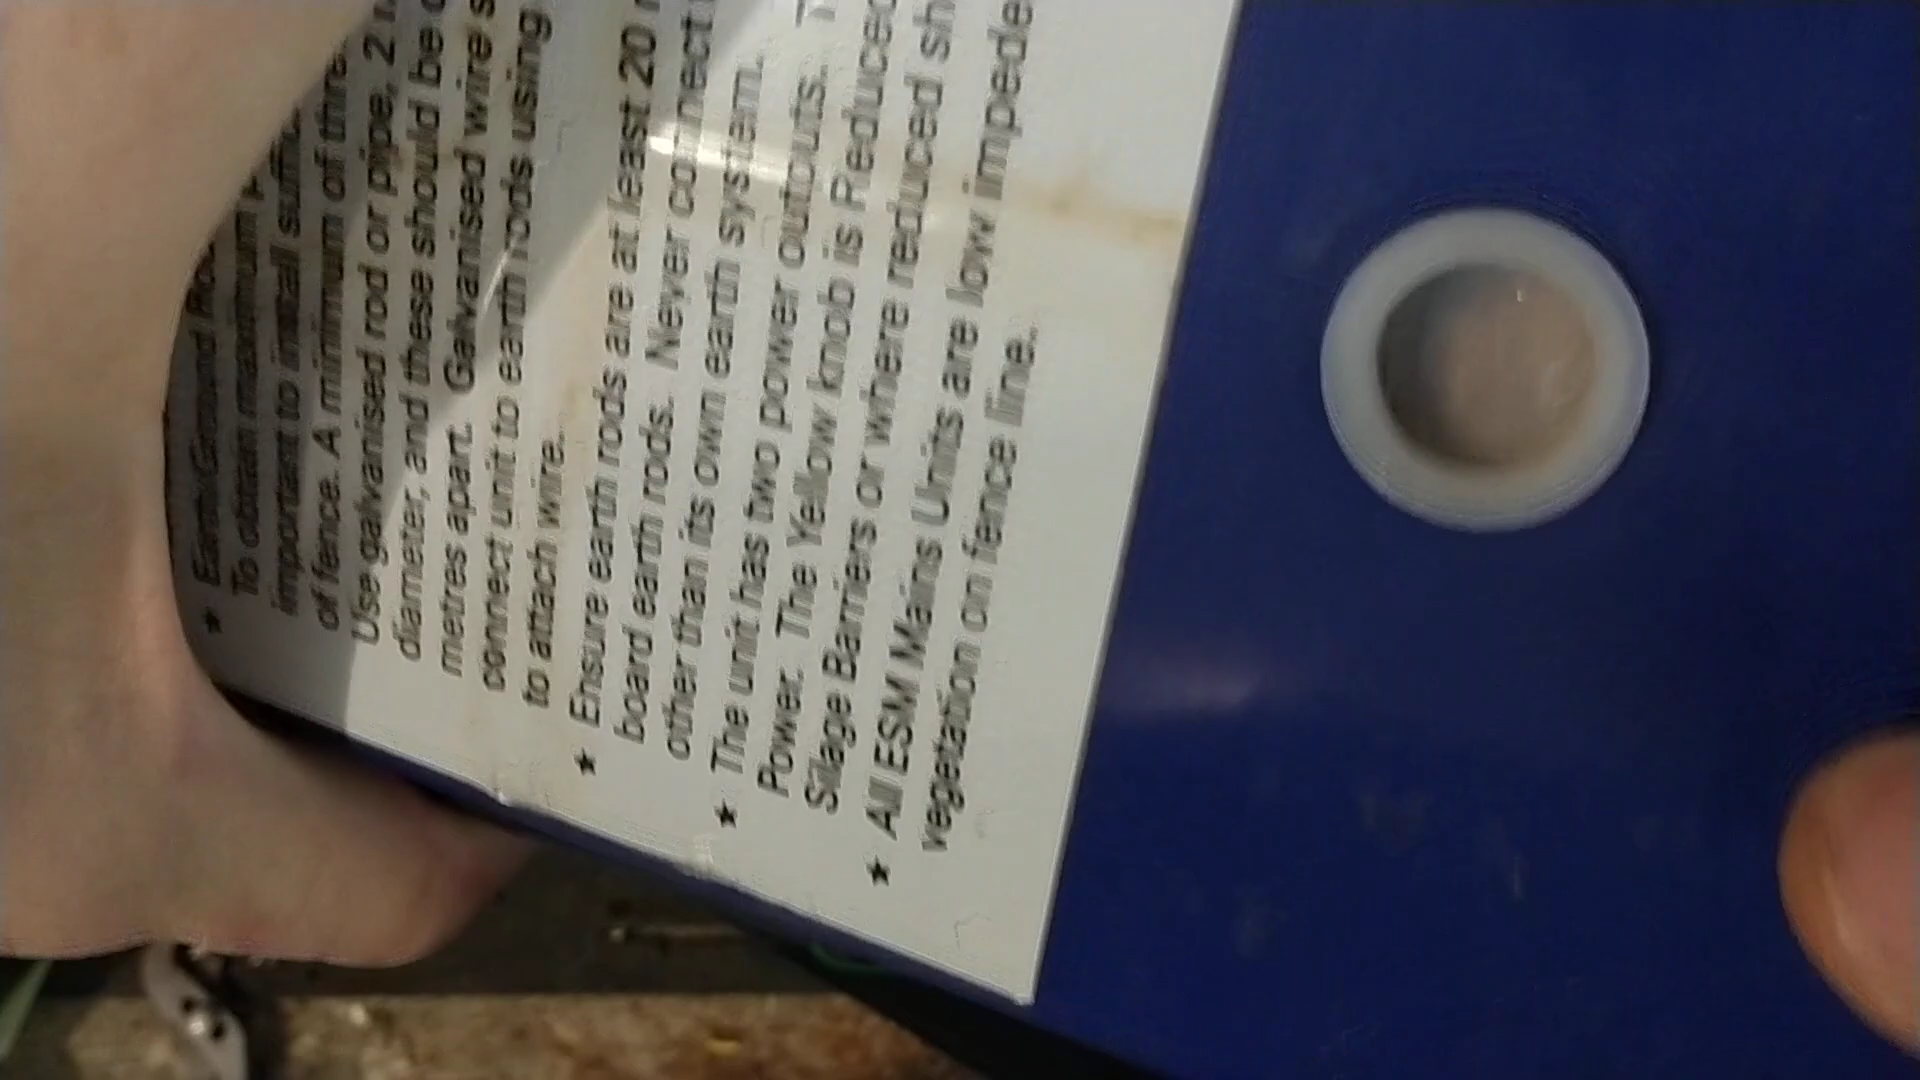 ★ Earth/Ground Rod
To obtain maximum p
important to install suffic
of fence. A minimum of three
Use galvanised rod or pipe, 2 m
diameter, and these should be
metres apart. Galvanised wire s
connect unit to earth rods using
to attach wire.
★ Ensure earth rods are at least 20
board earth rods. Never connect
other than its own earth system.
★ The unit has two power outputs. T
Power. The Yellow knob is Reduced
Silage Barriers or where reduced sh
★ All ESM Mains Units are low impede
vegetation on fence line.